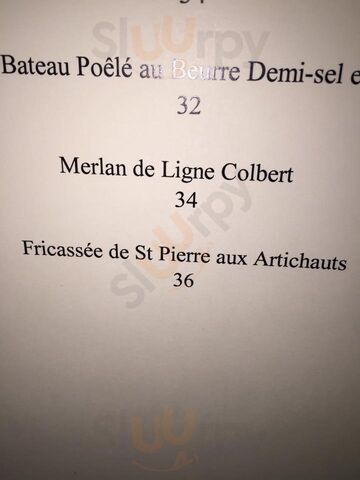 Bateau Poêlé au Beurre Demi-sel e
32
Merlan de Ligne Colbert
34
Fricassée de St Pierre aux Artichauts
36